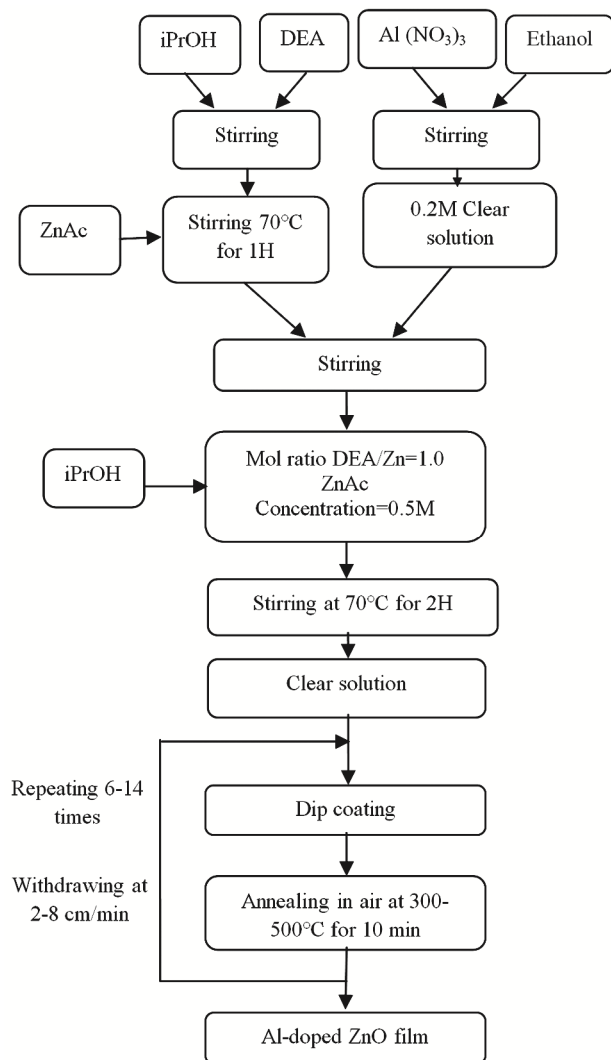 iPrOH
DEA
Al (NO3)3
Ethanol
Stirring
Stirring
ZnAc
Stirring 70°C
for 1H
0.2M Clear
solution
Stirring
iPrOH
Mol ratio DEA/Zn=1.0
ZnAc
Concentration=0.5M
Stirring at 70°C for 2H
Clear solution
Repeating 6-14
times
Dip coating
Withdrawing at
2-8 cm/min
Annealing in air at 300-
500°C for 10 min
Al-doped ZnO film